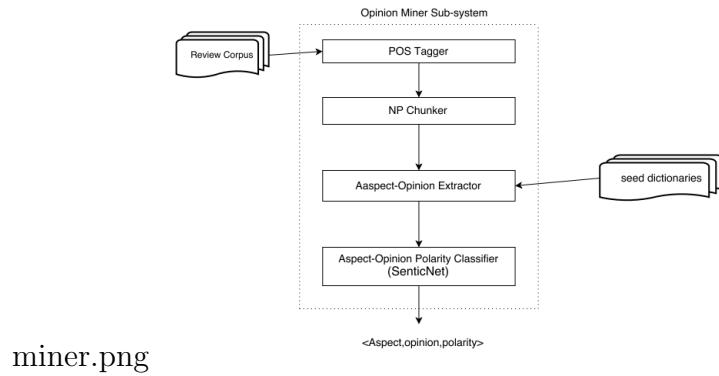 Opinion Miner Sub-system
Review Corpus
POS Tagger
NP Chunker
Aaspect-Opinion Extractor
seed dictionaries
Aspect-Opinion Polarity Classifier
(SenticNet)
<Aspect,opinion,polarity>
miner.png